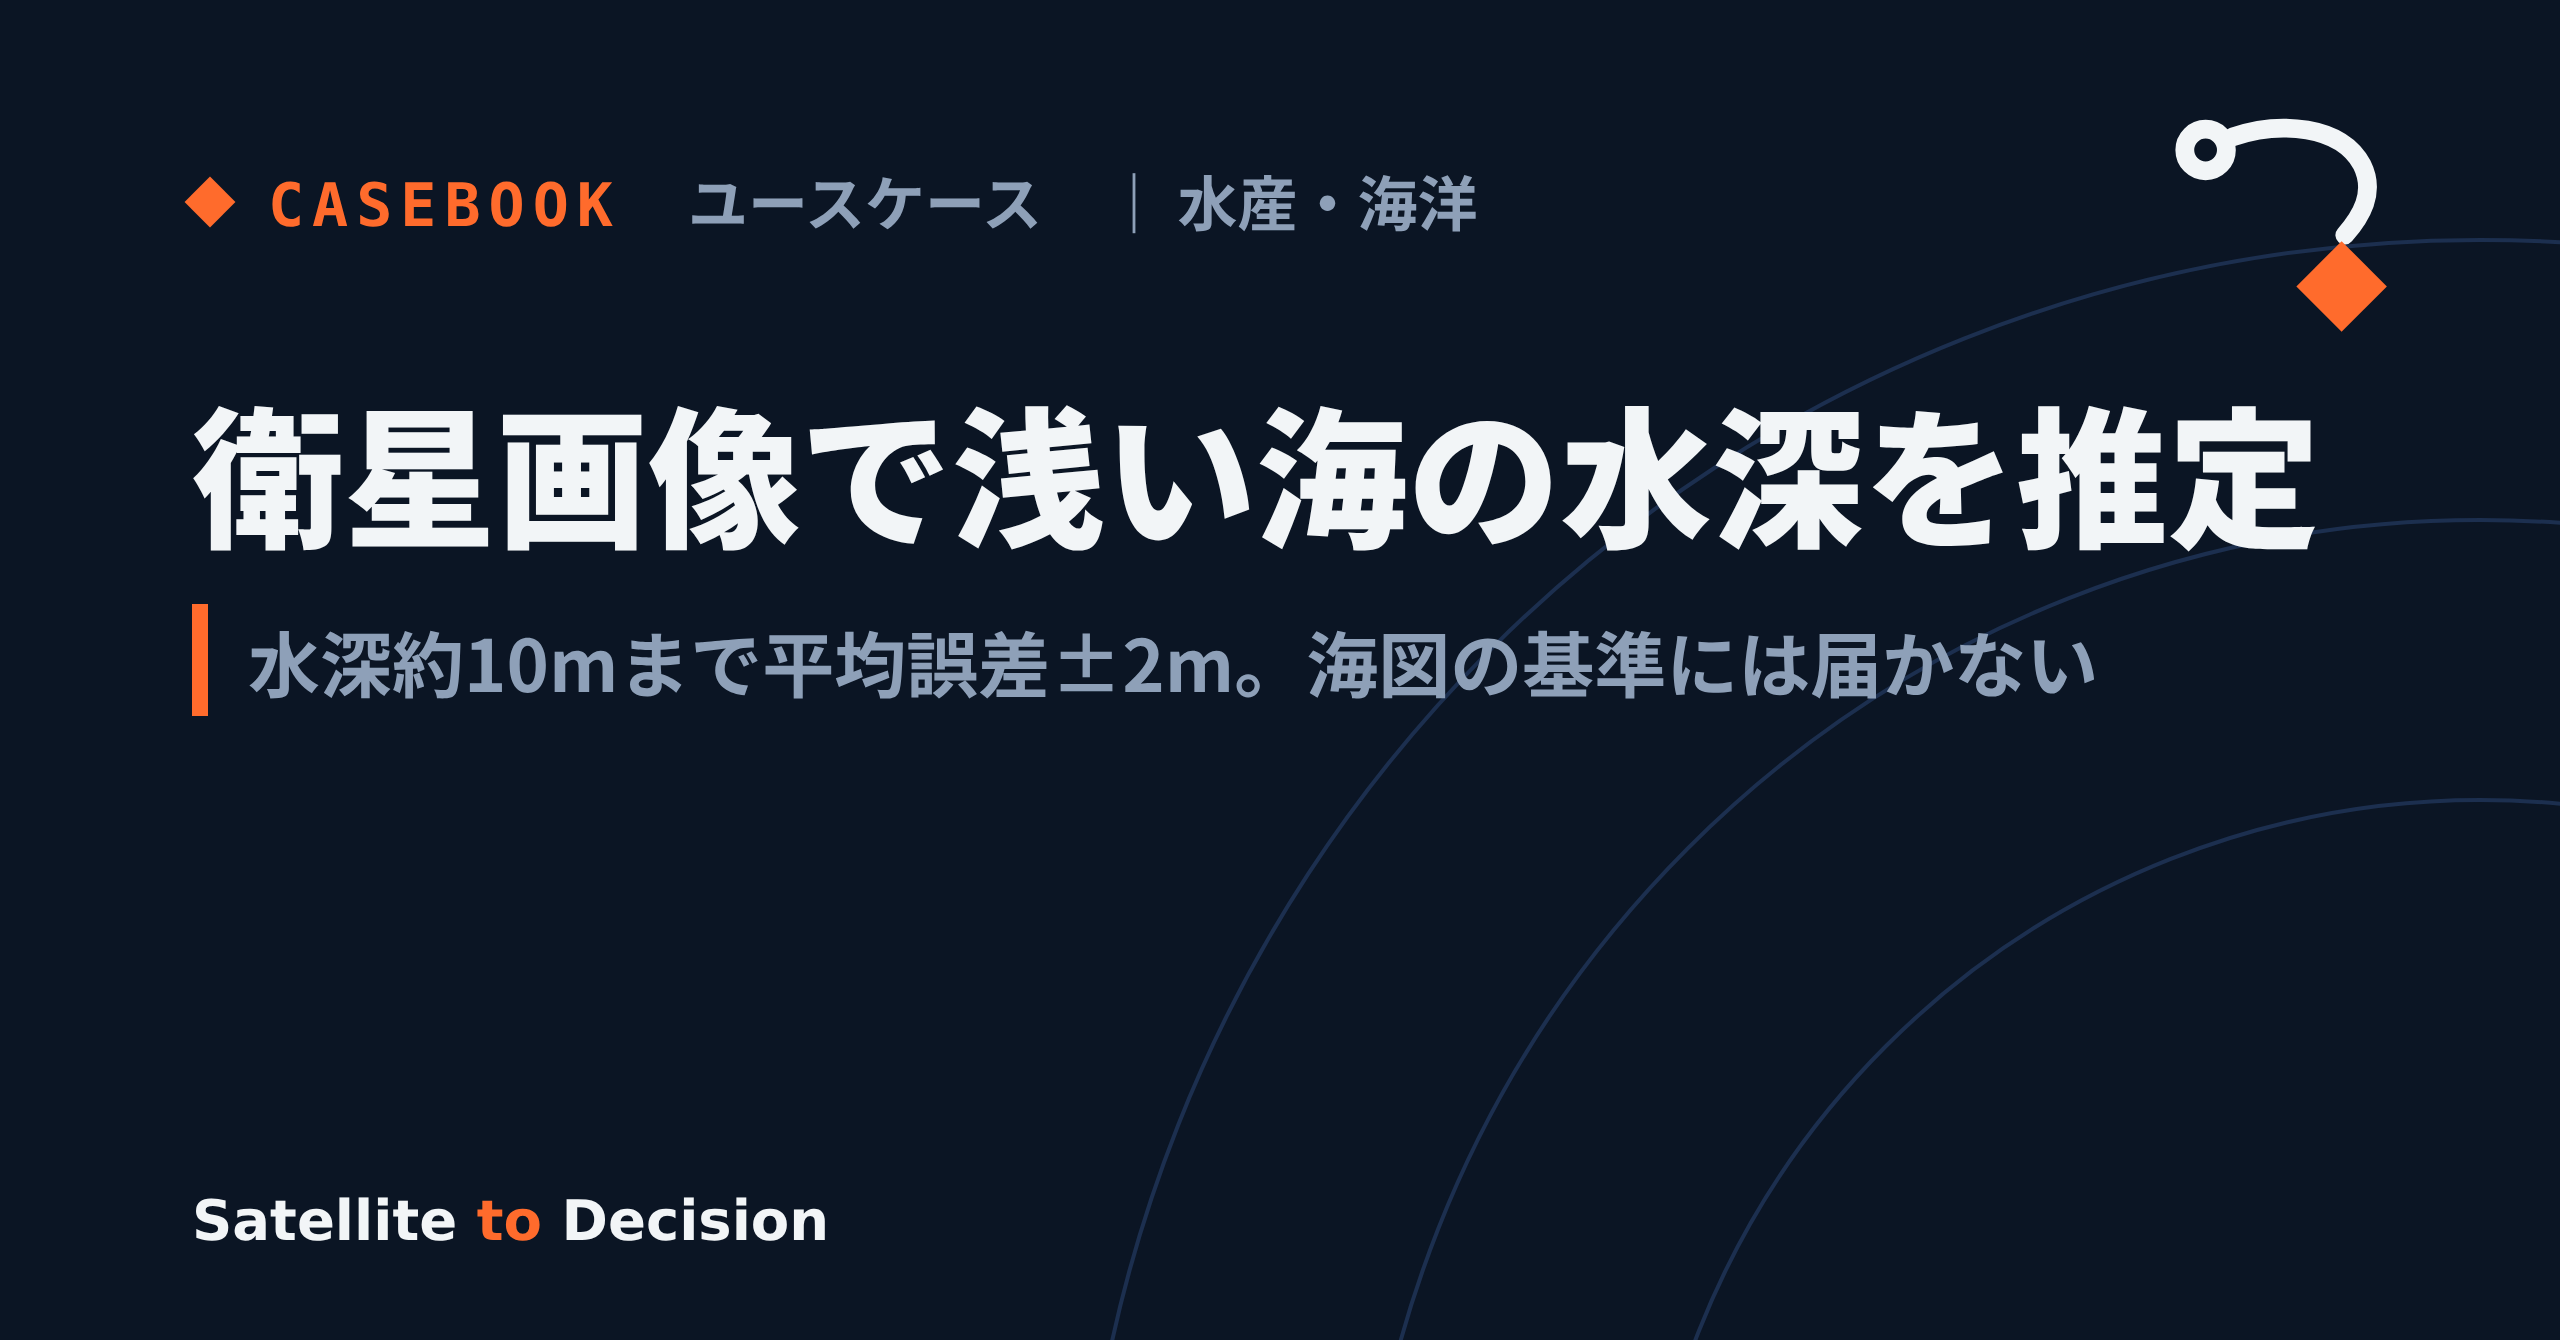 CASEBOOK ユースケース | 水産・海洋
衛星画像で浅い海の水深を推定
水深約10mまで平均誤差±2m。海図の基準には届かない
Satellite to Decision